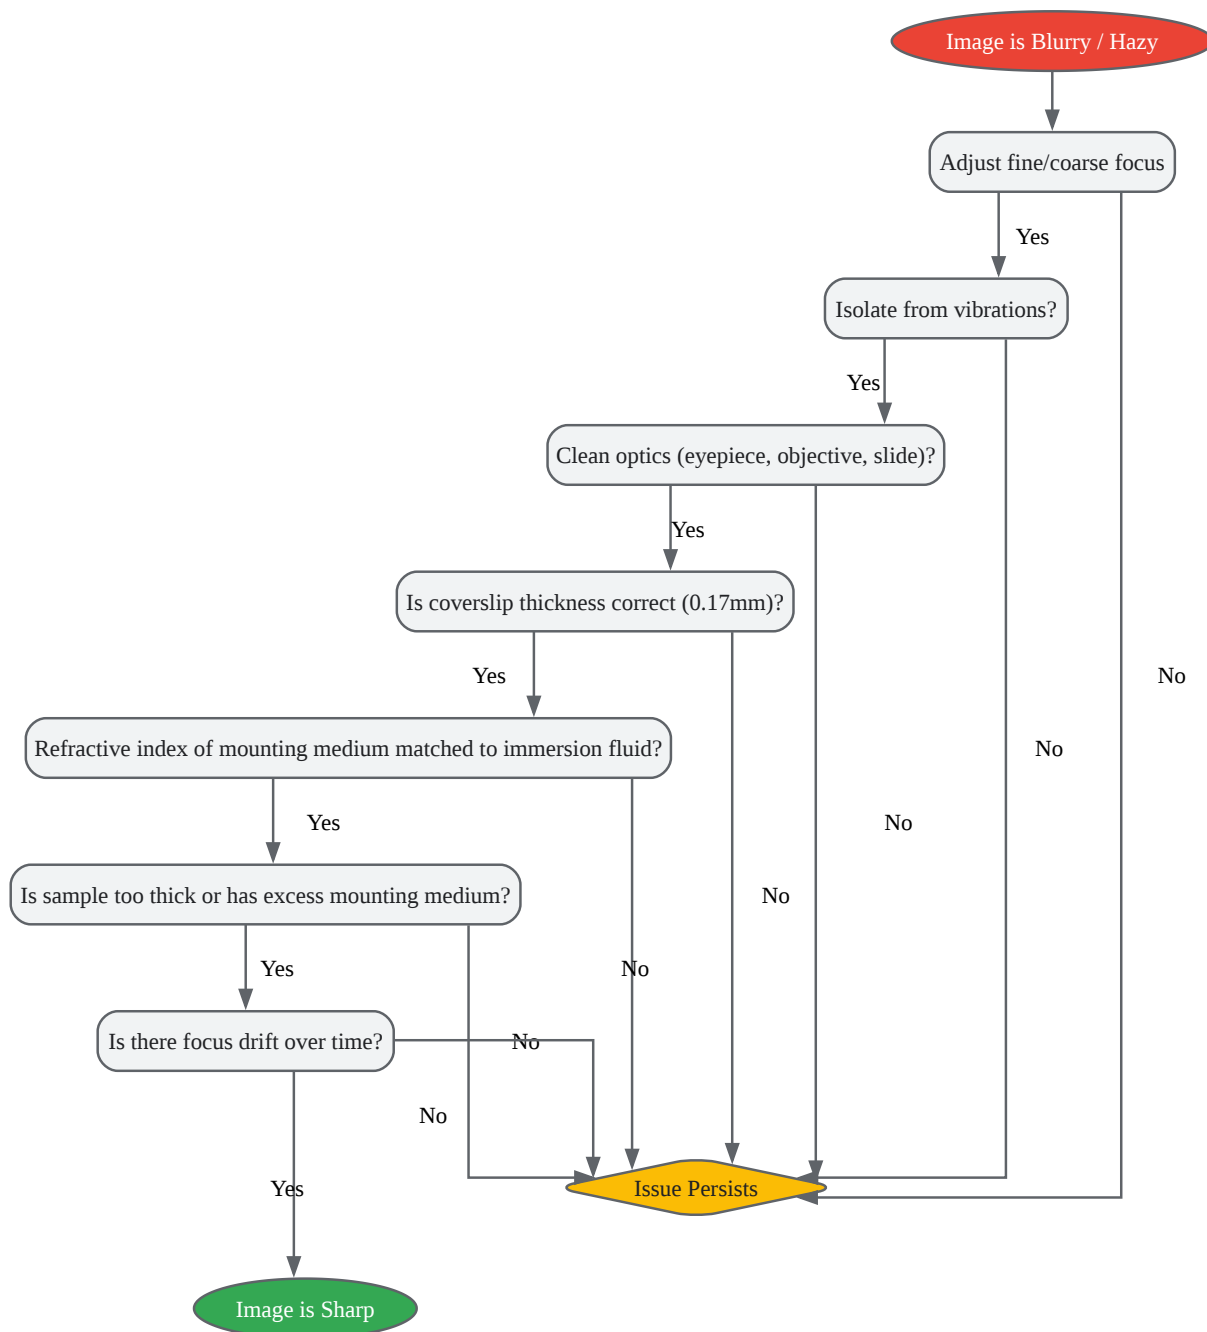 Image is Blurry / Hazy
Adjust fine/coarse focus
Yes
Isolate from vibrations?
Yes
Clean optics (eyepiece, objective, slide)?
Yes
Is coverslip thickness correct (0.17mm)?
Yes
No
Refractive index of mounting medium matched to immersion fluid?
No
Yes
No
Is sample too thick or has excess mounting medium?
No
Yes
No
Is there focus drift over time?
No
No
Yes
Issue Persists
Image is Sharp